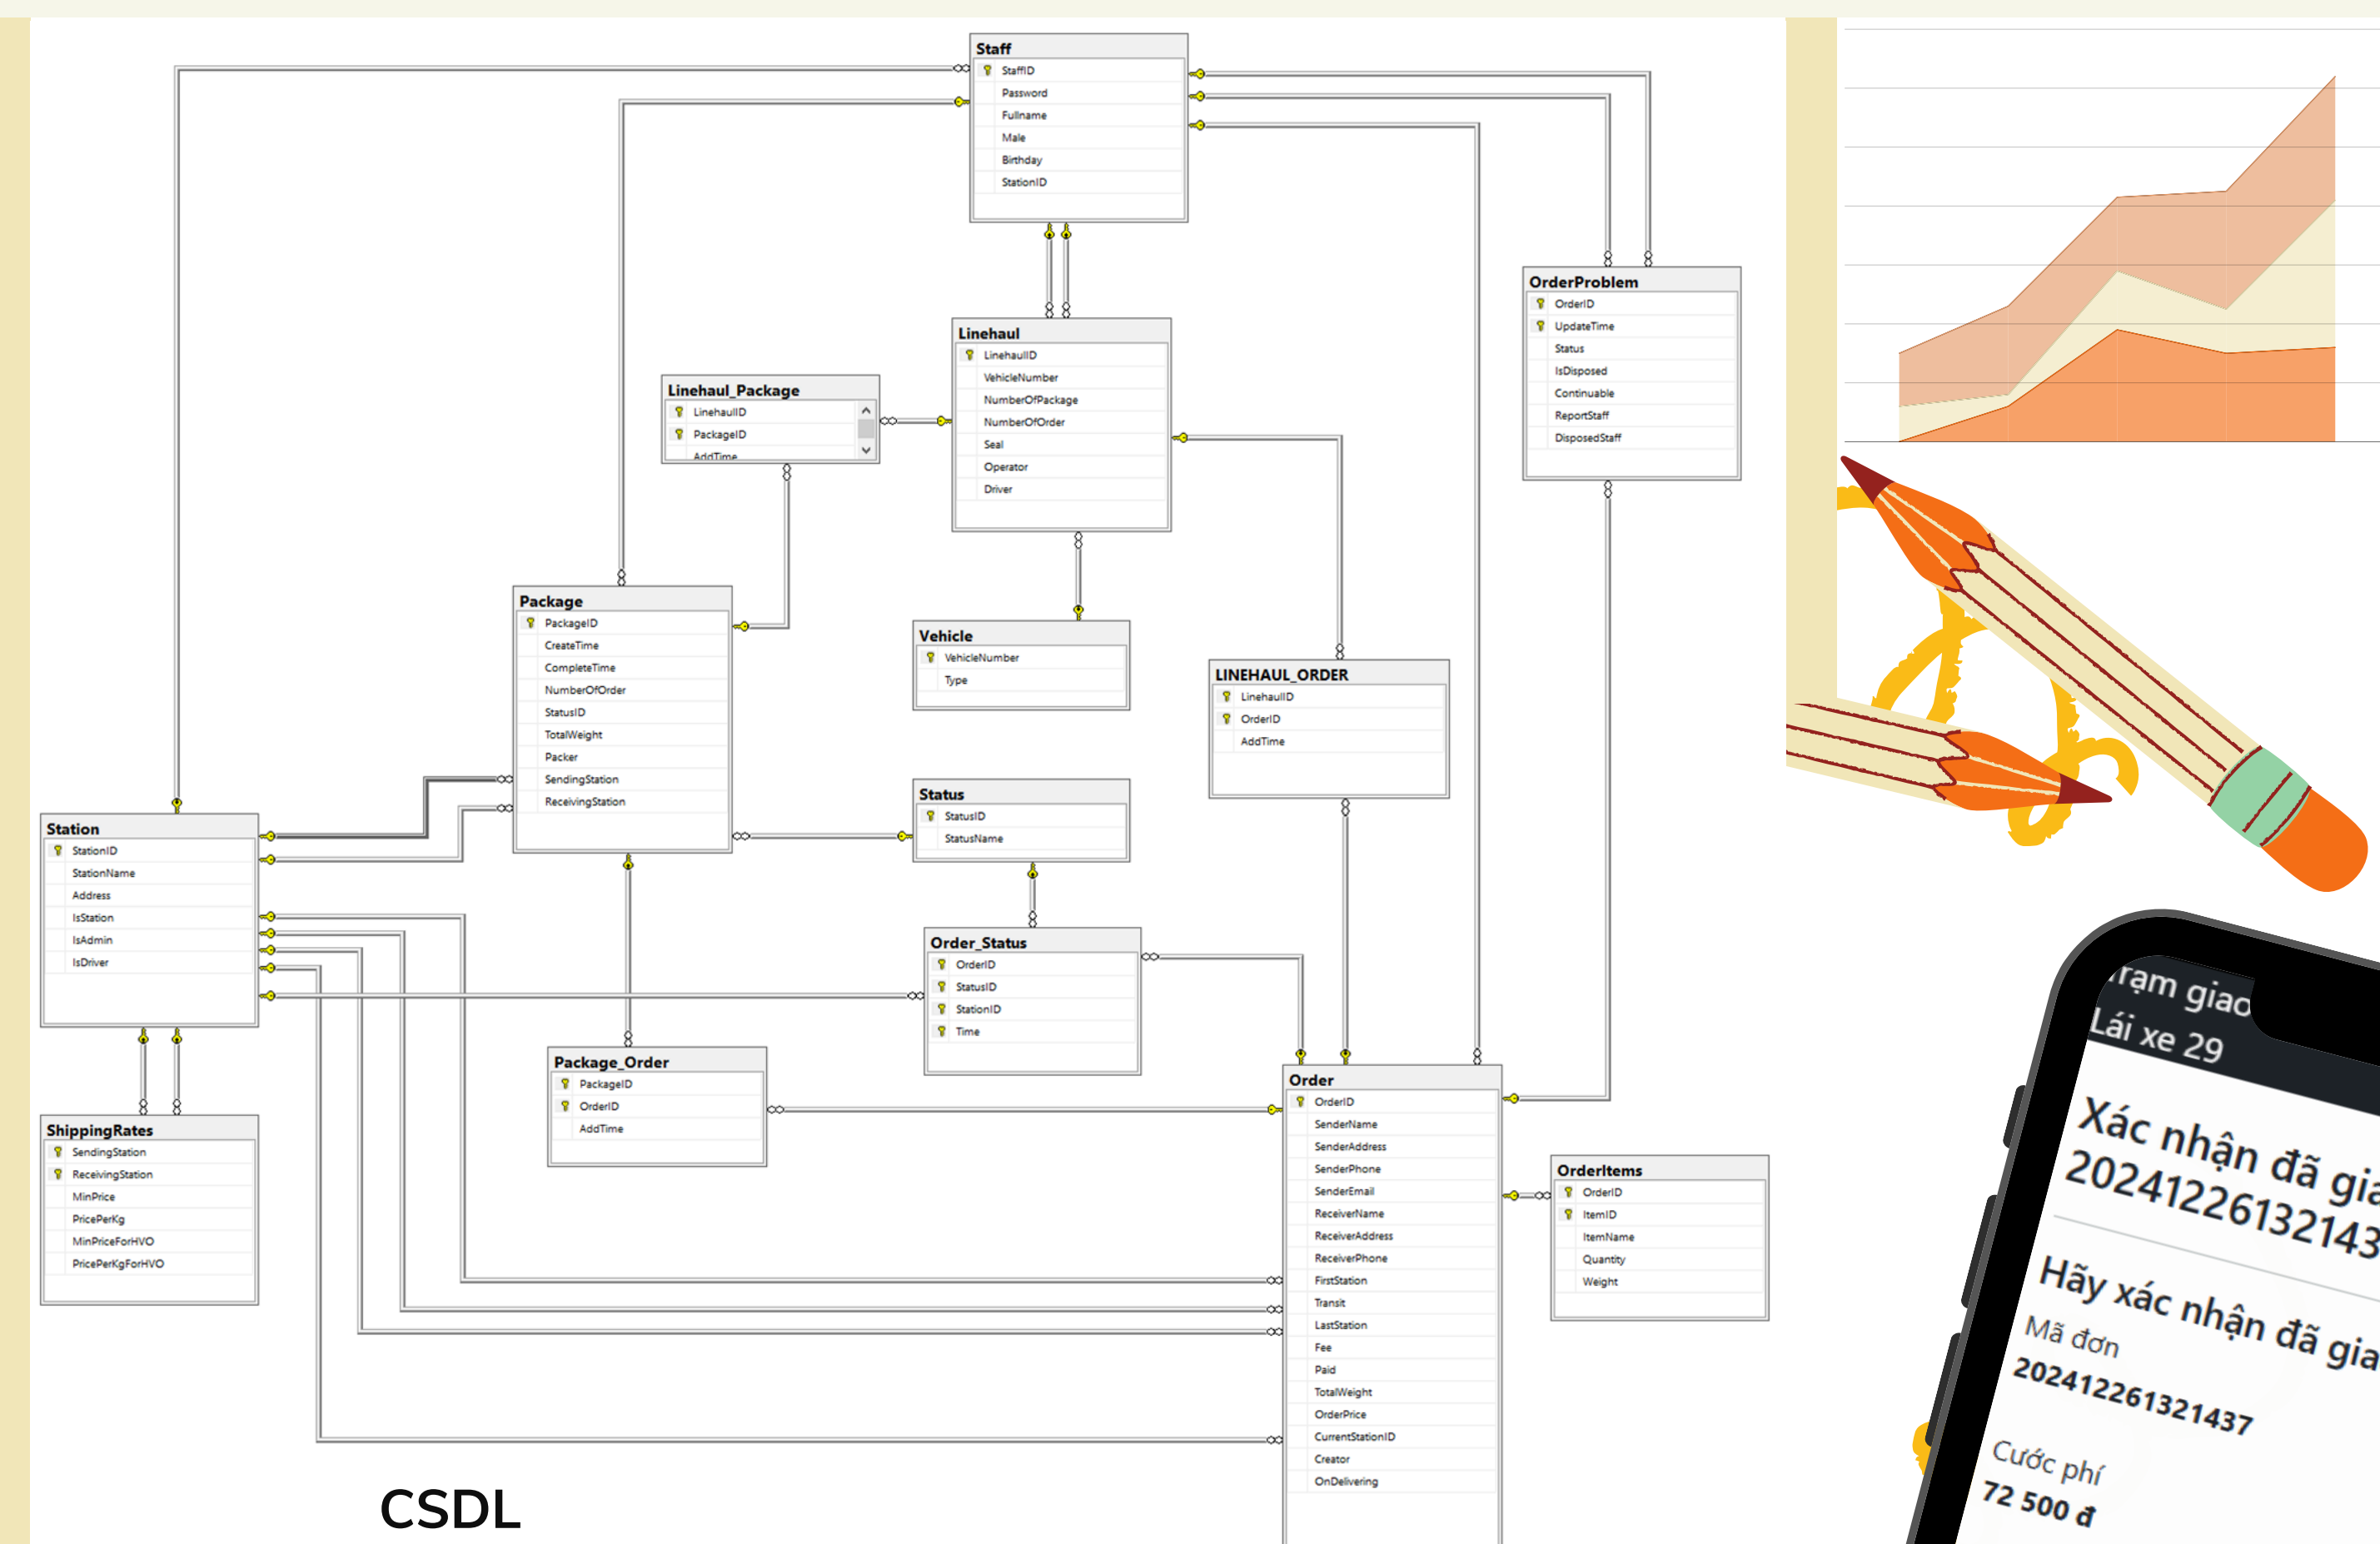 Staff
StaffID
Password
Fullname
Male
Birthday
StationID
OrderProblem
OrderID
UpdateTime
Status
IsDisposed
Continuable
ReportStaff
DisposedStaff
Linehaul
LinehaulID
VehicleNumber
NumberOfPackage
NumberOfOrder
Seal
Operator
Driver
Linehaul_Package
LinehaulID
PackageID
AddTime
Package
PackageID
CreateTime
CompleteTime
NumberOfOrder
StatusID
TotalWeight
Packer
SendingStation
ReceivingStation
Vehicle
VehicleNumber
Type
LINEHAUL_ORDER
LinehaulID
OrderID
AddTime
Status
StatusID
StatusName
Station
StationID
StationName
Address
IsStation
IsAdmin
IsDriver
Order_Status
OrderID
StatusID
StationID
Time
Package_Order
PackageID
OrderID
AddTime
ShippingRates
SendingStation
ReceivingStation
MinPrice
PricePerKg
MinPriceForHVO
PricePerKgForHVO
Order
OrderID
SenderName
SenderAddress
SenderPhone
SenderEmail
ReceiverName
ReceiverAddress
ReceiverPhone
FirstStation
Transit
LastStation
Fee
Paid
TotalWeight
OrderPrice
CurrentStationID
Creator
OnDelivering
OrderItems
OrderID
ItemID
ItemName
Quantity
Weight
CSDL
giao
Lái xe 29
Xác nhận đã
20241226132143
Hãy xác nhận đã
Mã đơn
202412261321437
Cước phí
72 500 đ